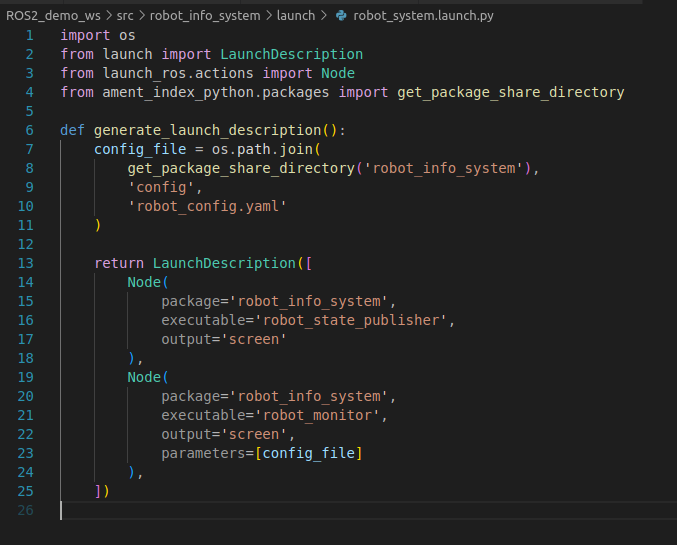 ROS2_demo_ws > src > robot_info_system > launch > robot_system.launch.py
1 import os
2 from launch import LaunchDescription
3 from launch_ros.actions import Node
4 from ament_index_python.packages import get_package_share_directory
5
6 def generate_launch_description():
7     config_file = os.path.join(
8         get_package_share_directory('robot_info_system'),
9         'config',
10         'robot_config.yaml'
11     )
12
13     return LaunchDescription([
14         Node(
15             package='robot_info_system',
16             executable='robot_state_publisher',
17             output='screen'
18         ),
19         Node(
20             package='robot_info_system',
21             executable='robot_monitor',
22             output='screen',
23             parameters=[config_file]
24         ),
25     ])
26